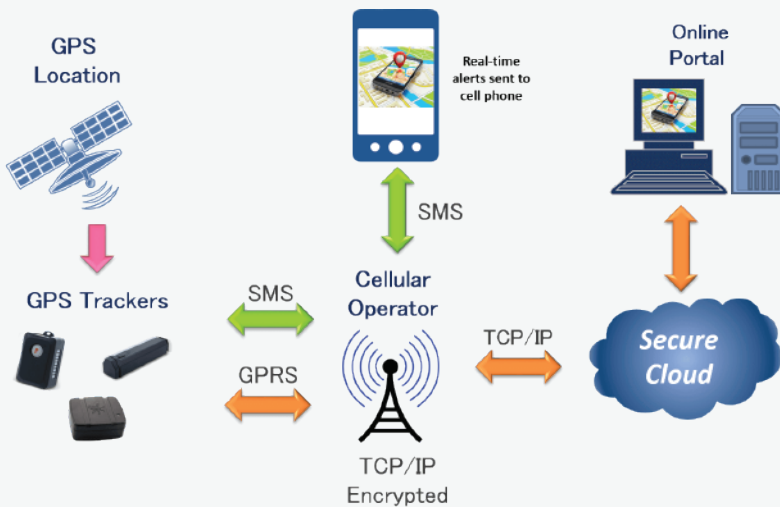 GPS
Location
Real-time
alerts sent to
cell phone
Online
Portal
SMS
GPS Trackers
SMS
GPRS
Cellular
Operator
TCP/IP
Encrypted
TCP/IP
Secure
Cloud